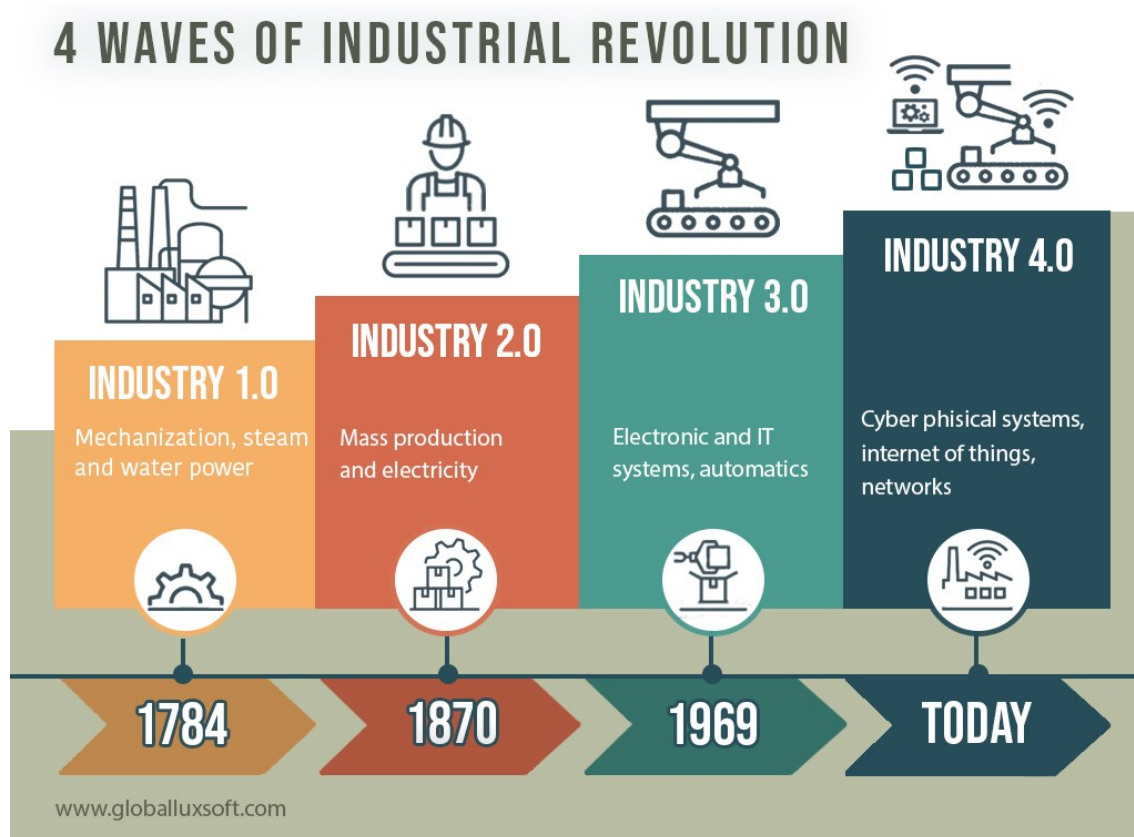 4 WAVES OF INDUSTRIAL REVOLUTION
INDUSTRY 1.0
Mechanization, steam
and water power
INDUSTRY 2.0
Mass production
and electricity
INDUSTRY 3.0
Electronic and IT
systems, automatics
INDUSTRY 4.0
Cyber phisical systems,
internet of things,
networks
1784
1870
1969
TODAY
www.globalluxsoft.com